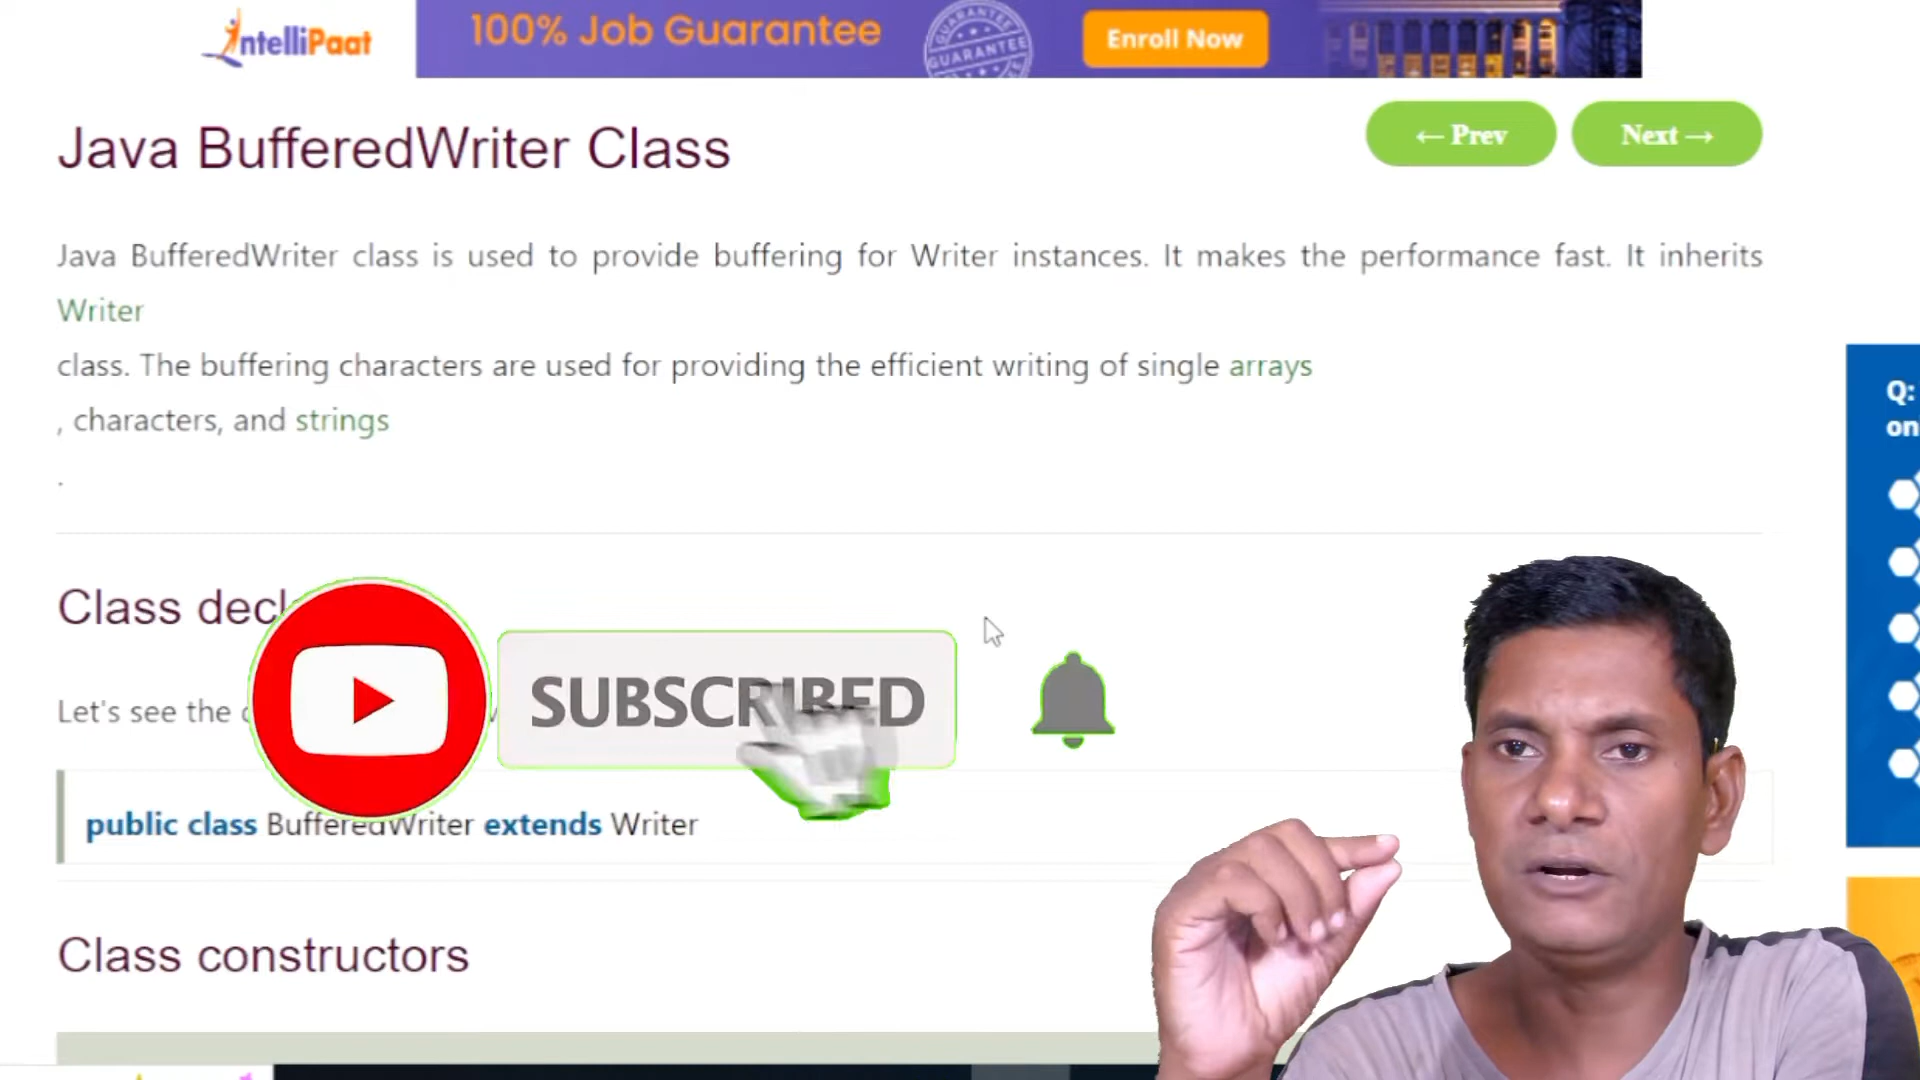 IntelliPaat
100% Job Guarantee
GUARANTEE
GUARANTEE
Enroll Now
Java BufferedWriter Class
← Prev
Next →
Java BufferedWriter class is used to provide buffering for Writer instances. It makes the performance fast. It inherits
Writer
class. The buffering characters are used for providing the efficient writing of single arrays
, characters, and strings
.
Q:
on
Class decl
SUBSCRIBED
Let's see the
public class BufferedWriter extends Writer
Class constructors